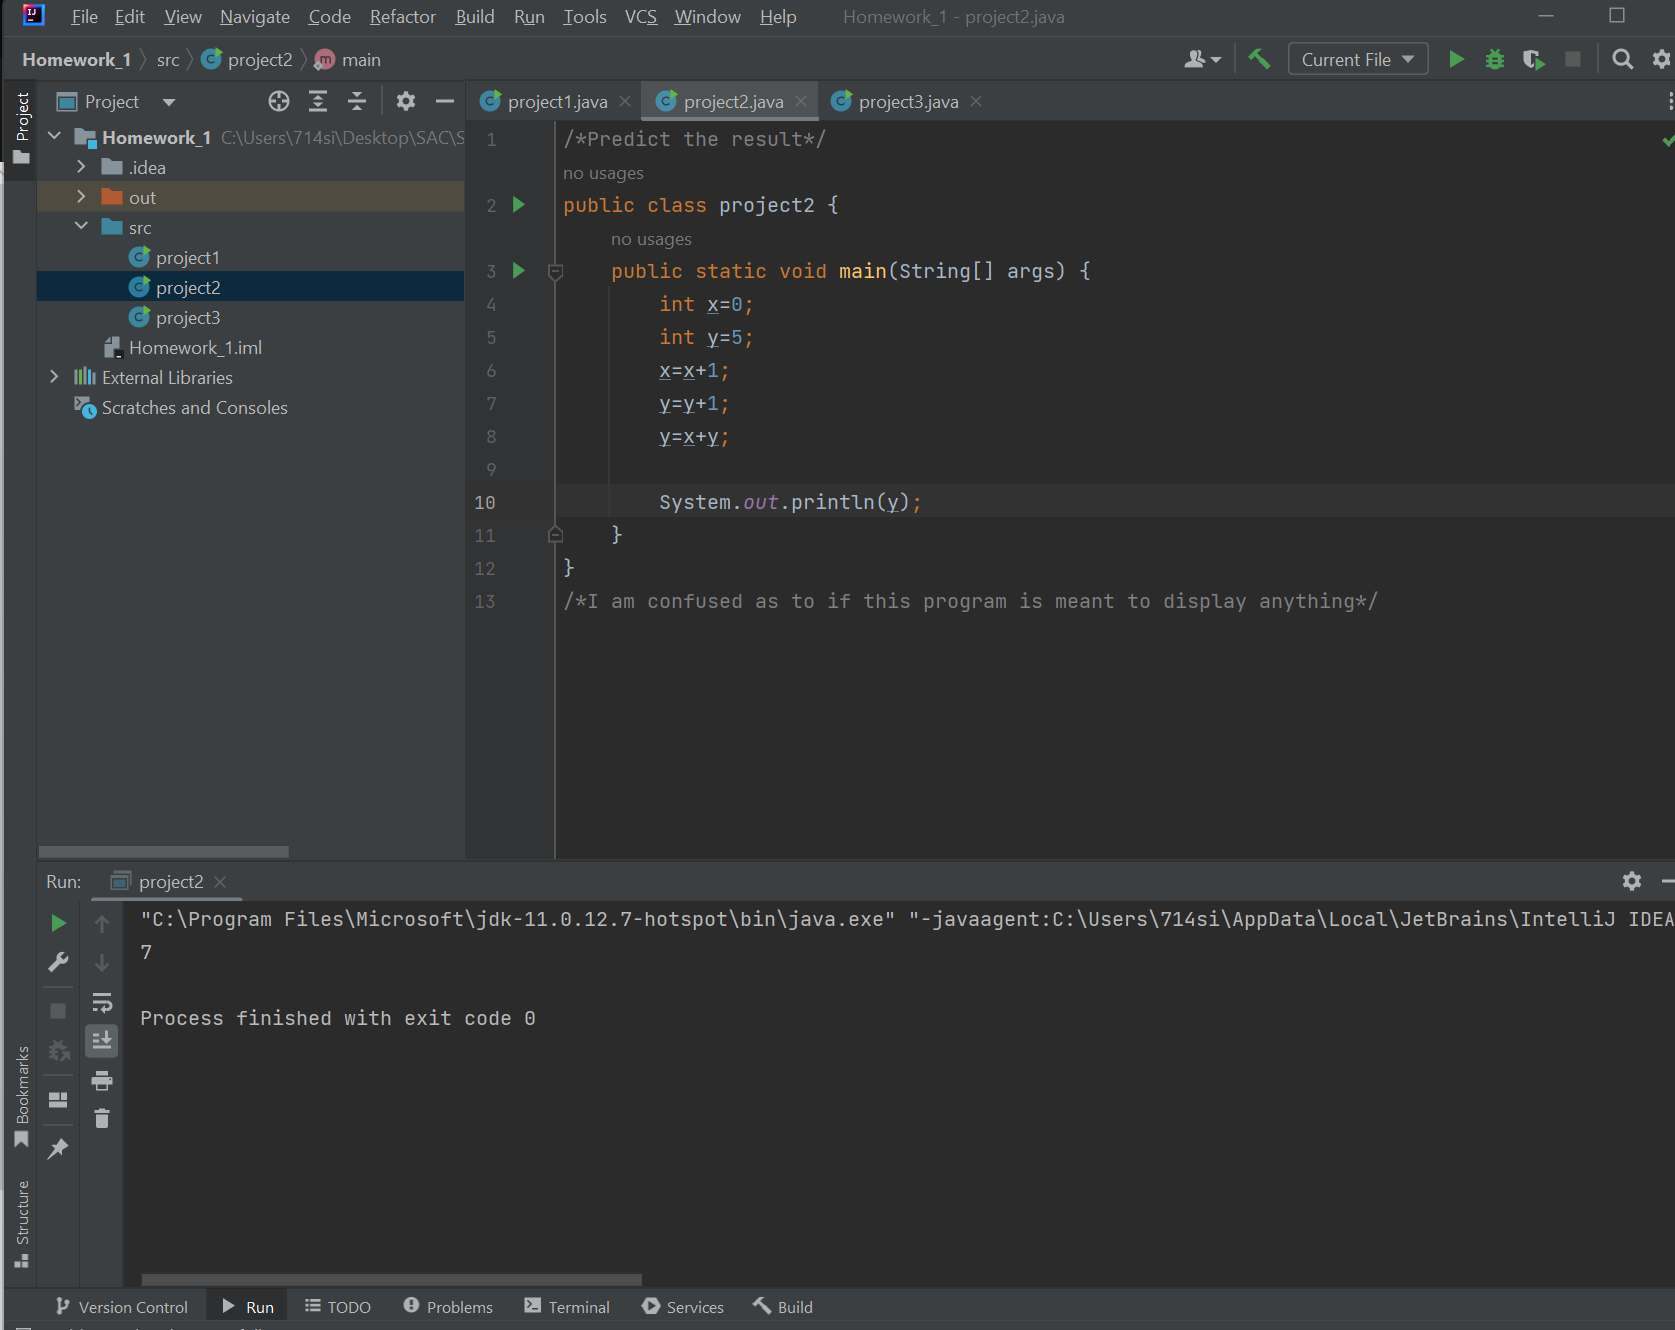 File Edit View Navigate Code Refactor Build Run Tools VCS Window Help Homework_1 - project2.java
Homework_1 src project2 main Current File
Project
Project project1.java project2.java project3.java
Homework_1 C:\Users\714si\Desktop\SAC\S
.idea
out
src
project1
project2
project3
Homework_1.iml
External Libraries
Scratches and Consoles
1 /*Predict the result*/
no usages
2 public class project2 {
no usages
3 public static void main(String[] args) {
4 int x=0;
5 int y=5;
6 x=x+1;
7 y=y+1;
8 y=x+y;
9
10 System.out.println(y);
11 }
12 }
13 /*I am confused as to if this program is meant to display anything*/
Run: project2
"C:\Program Files\Microsoft\jdk-11.0.12.7-hotspot\bin\java.exe" "-javaagent:C:\Users\714si\AppData\Local\JetBrains\IntelliJ IDEA
7
Process finished with exit code 0
Bookmarks
Structure
Version Control Run TODO Problems Terminal Services Build